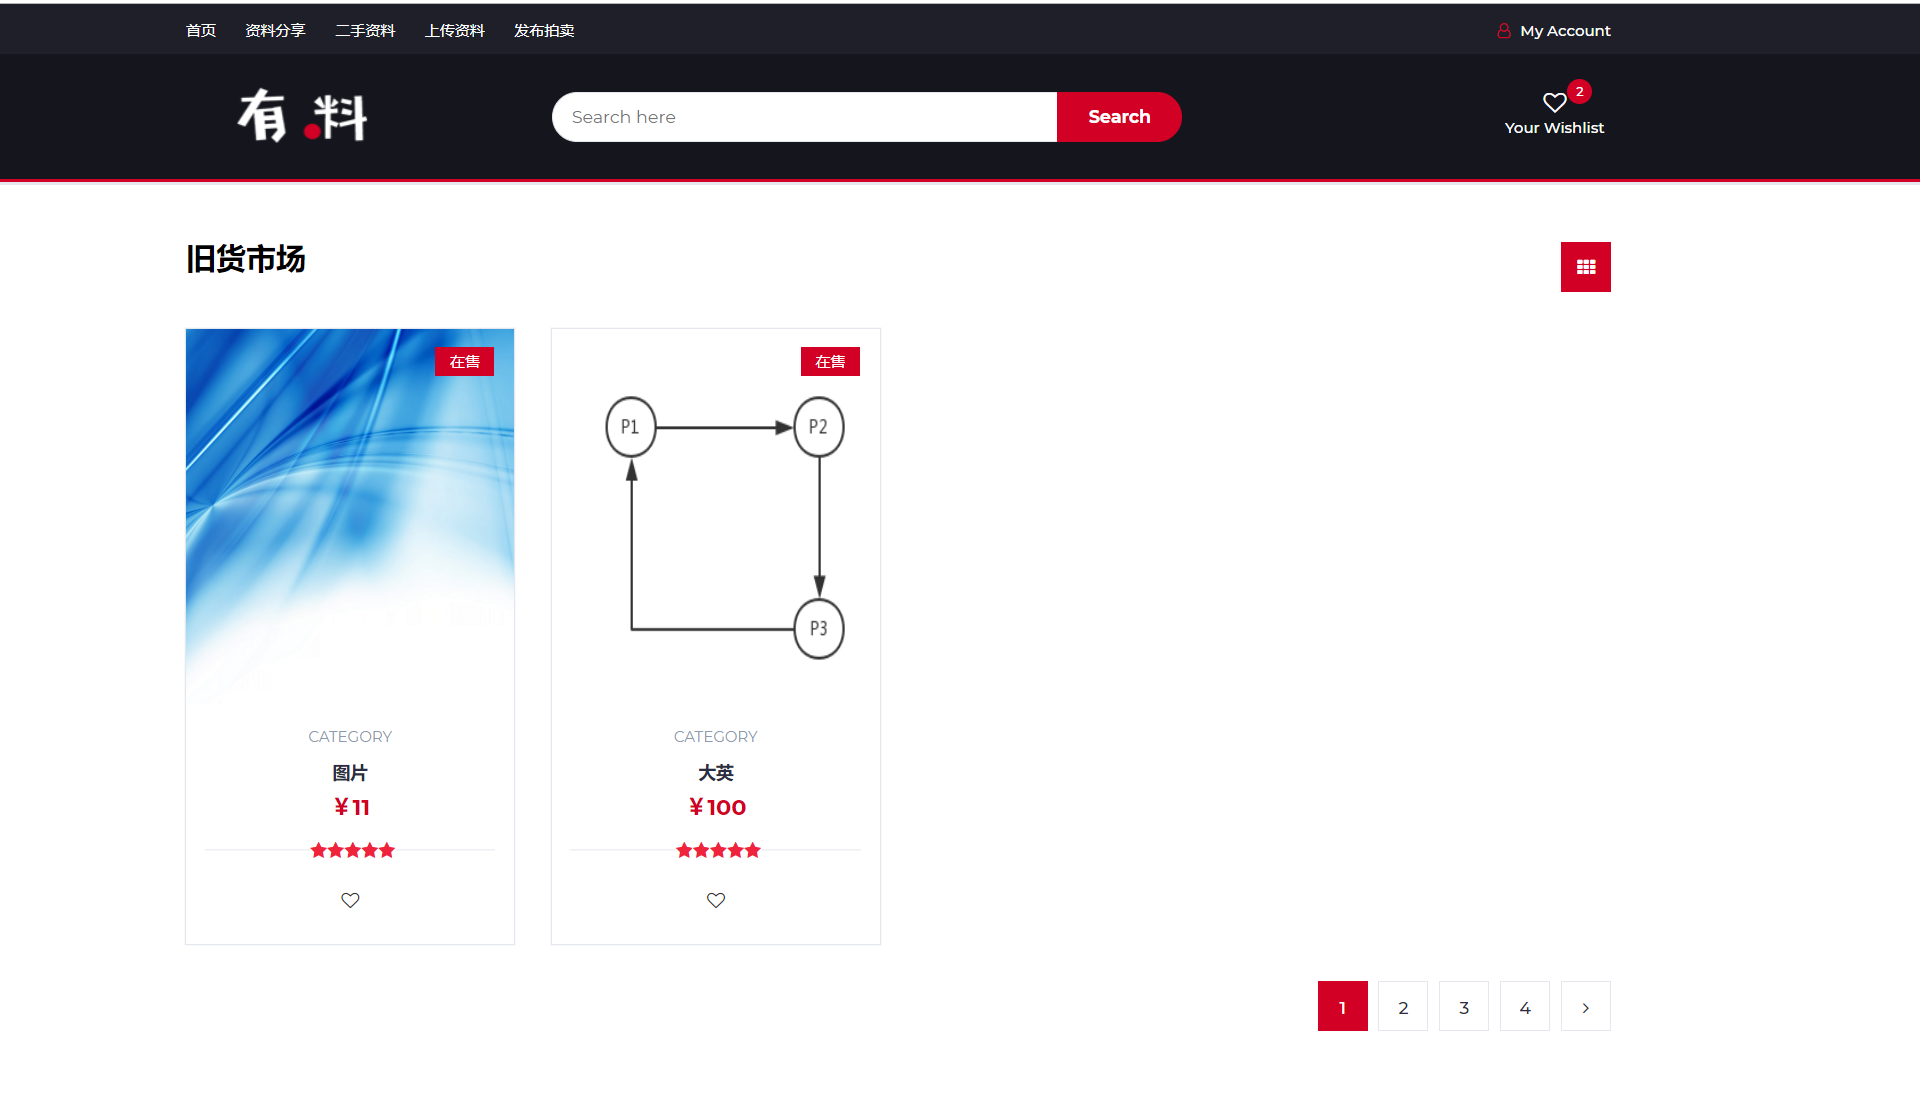 首页 资料分享 二手资料 上传资料 发布拍卖 My Account
有.料
Search here Search
2
Your Wishlist
旧货市场
在售
在售
P1 P2
P3
CATEGORY
图片
¥11
CATEGORY
大英
¥100
1 2 3 4 >